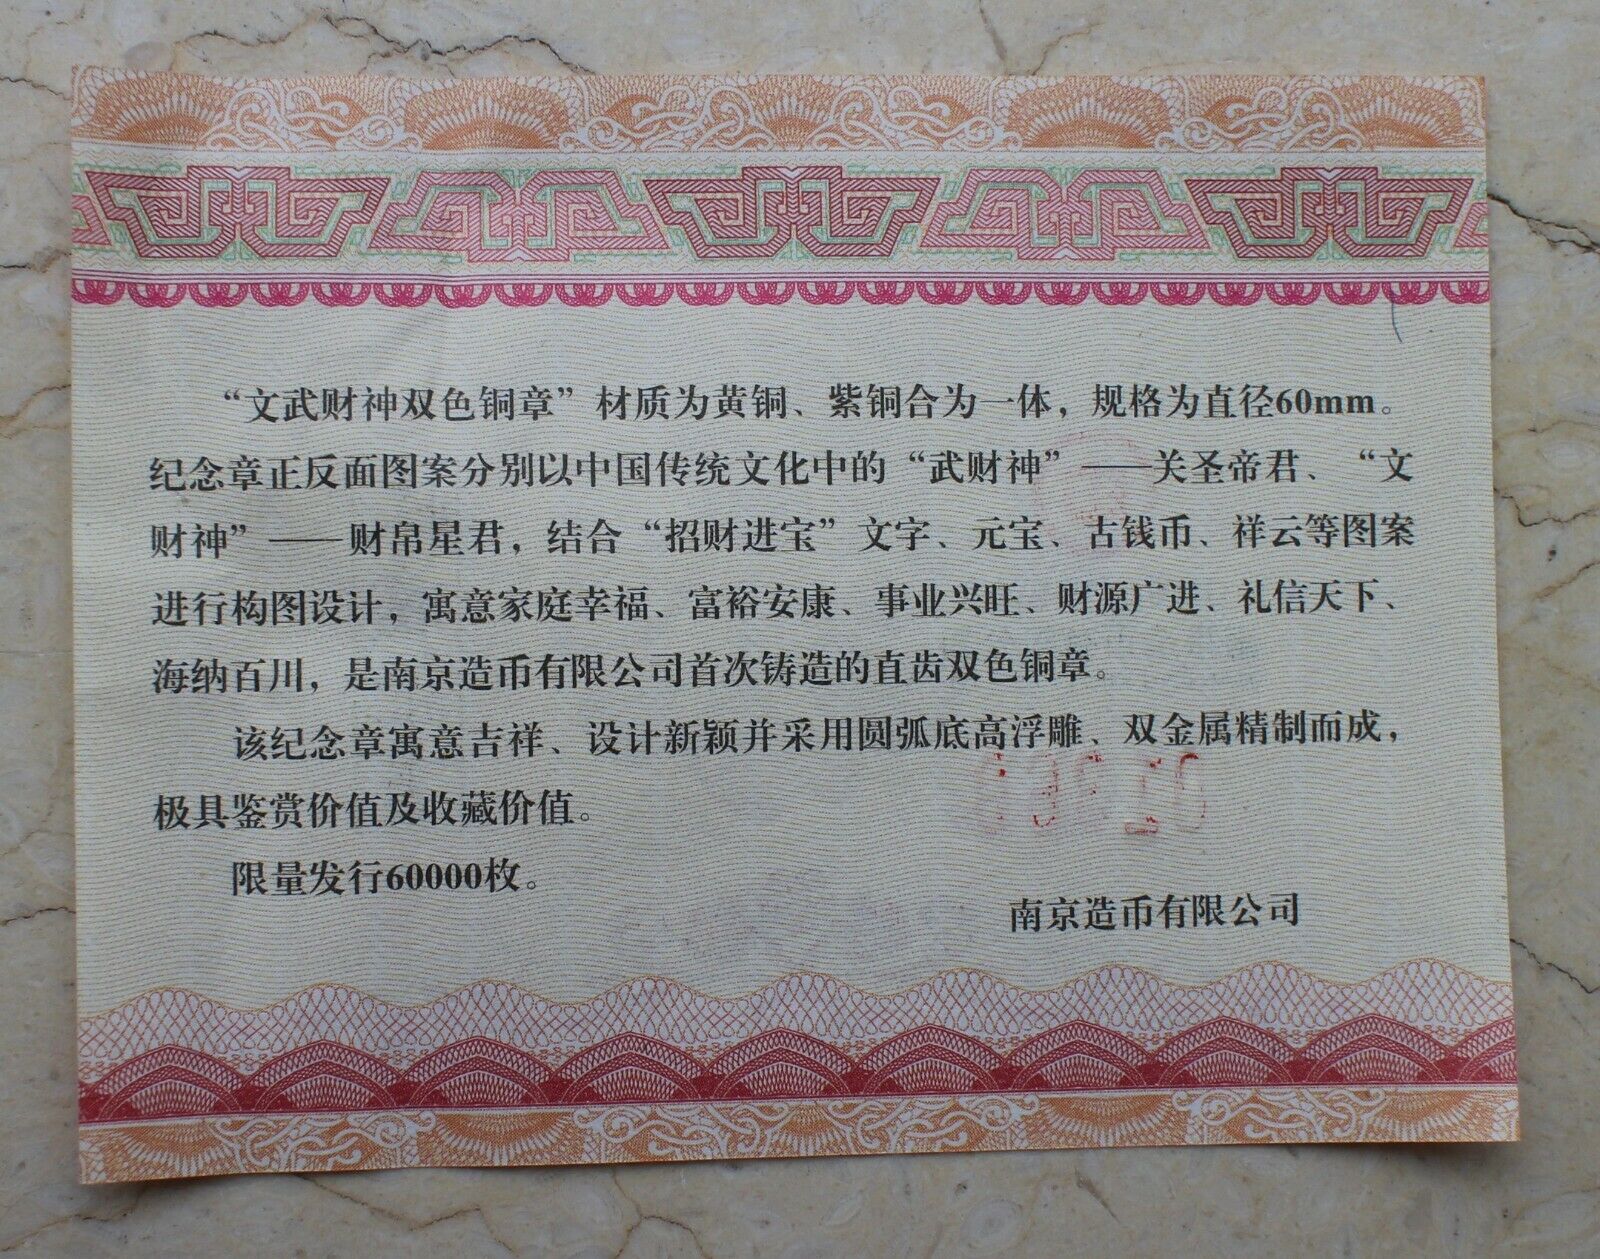 “文武财神双色铜章”材质为黄铜、紫铜合为一体，规格为直径60mm。
纪念章正反面图案分别以中国传统文化中的“武财神”——关圣帝君、“文
财神”——财帛星君，结合“招财进宝”文字、元宝、古钱币、祥云等图案
进行构图设计，寓意家庭幸福、富裕安康、事业兴旺、财源广进、礼信天下、
海纳百川，是南京造币有限公司首次铸造的直齿双色铜章。
该纪念章寓意吉祥、设计新颖并采用圆弧底高浮雕、双金属精制而成，
极具鉴赏价值及收藏价值。
限量发行60000枚。
南京造币有限公司